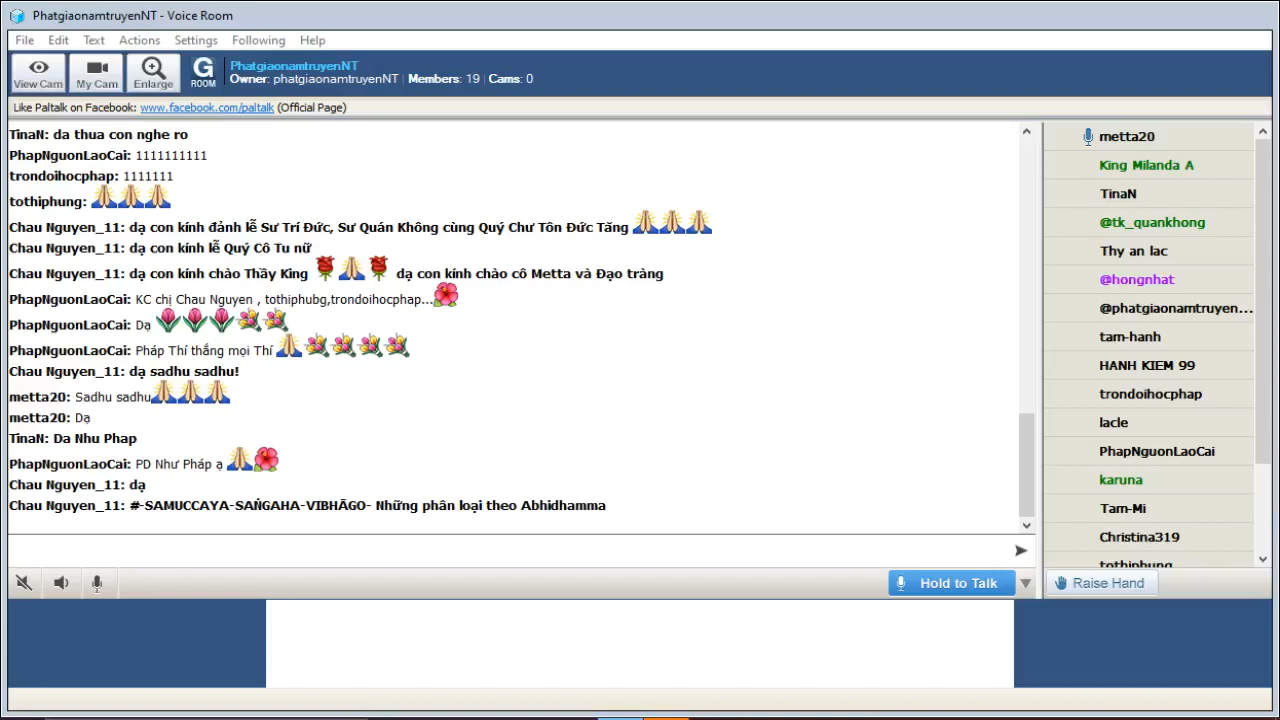 PhatgiaonamtruyenNT - Voice Room
File Edit Text Actions Settings Following Help
View Cam My Cam Enlarge G ROOM
PhatgiaonamtruyenNT
Owner: phatgiaonamtruyenNT | Members: 19 | Cams: 0
Like Paltalk on Facebook: www.facebook.com/paltalk (Official Page)
TinaN: da thua con nghe ro
PhapNguonLaoCai: 1111111111
trondoihocphap: 1111111
tothiphung:
Chau Nguyen_11: dạ con kính đảnh lễ Sư Trí Đức, Sư Quán Không cùng Quý Chư Tôn Đức Tăng
Chau Nguyen_11: dạ con kính lễ Quý Cô Tu nữ
Chau Nguyen_11: dạ con kính chào Thầy King dạ con kính chào cô Metta và Đạo tràng
PhapNguonLaoCai: KC chị Chau Nguyen , tothiphubg,trondoihocphap...
PhapNguonLaoCai: Dạ
PhapNguonLaoCai: Pháp Thí thắng mọi Thí
Chau Nguyen_11: dạ sadhu sadhu!
metta20: Sadhu sadhu
metta20: Dạ
TinaN: Da Nhu Phap
PhapNguonLaoCai: PD Như Pháp ạ
Chau Nguyen_11: dạ
Chau Nguyen_11: #-SAMUCCAYA-SAṄGAHA-VIBHĀGO- Những phân loại theo Abhidhamma
metta20
King Milanda A
TinaN
@tk_quankhong
Thy an lac
@hongnhat
@phatgiaonamtruyen...
tam-hanh
HANH KIEM 99
trondoihocphap
lacle
PhapNguonLaoCai
karuna
Tam-Mi
Christina319
tothiphung
Hold to Talk
Raise Hand